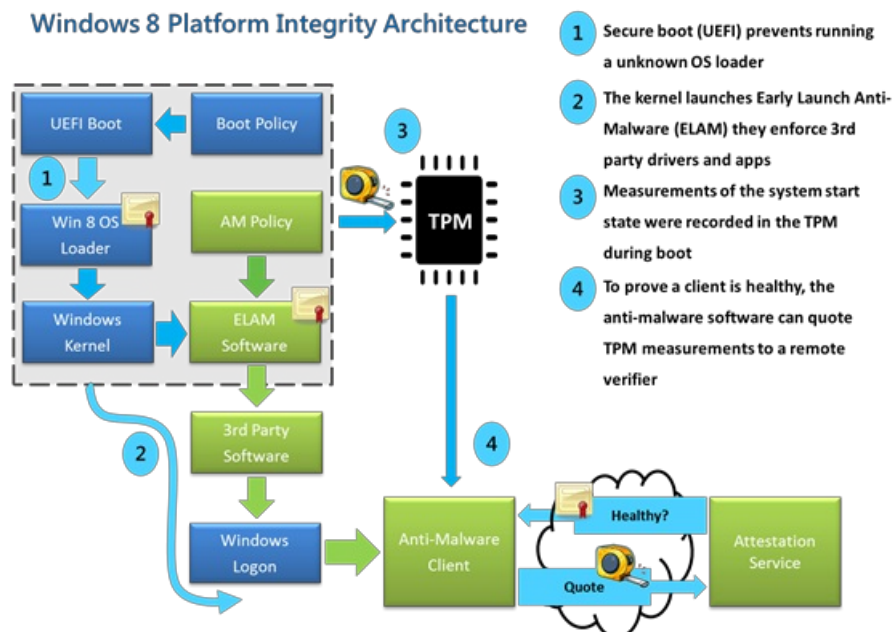 Windows 8 Platform Integrity Architecture
1
Secure boot (UEFI) prevents running
a unknown OS loader
2
The kernel launches Early Launch Anti-
Malware (ELAM) they enforce 3rd
party drivers and apps
3
Measurements of the system start
state were recorded in the TPM
during boot
4
To prove a client is healthy, the
anti-malware software can quote
TPM measurements to a remote
verifier
UEFI Boot
Boot Policy
3
1
Win 8 OS
Loader
AM Policy
TPM
Windows
Kernel
ELAM
Software
3rd Party
Software
2
4
Windows
Logon
Anti-Malware
Client
Healthy?
Quote
Attestation
Service